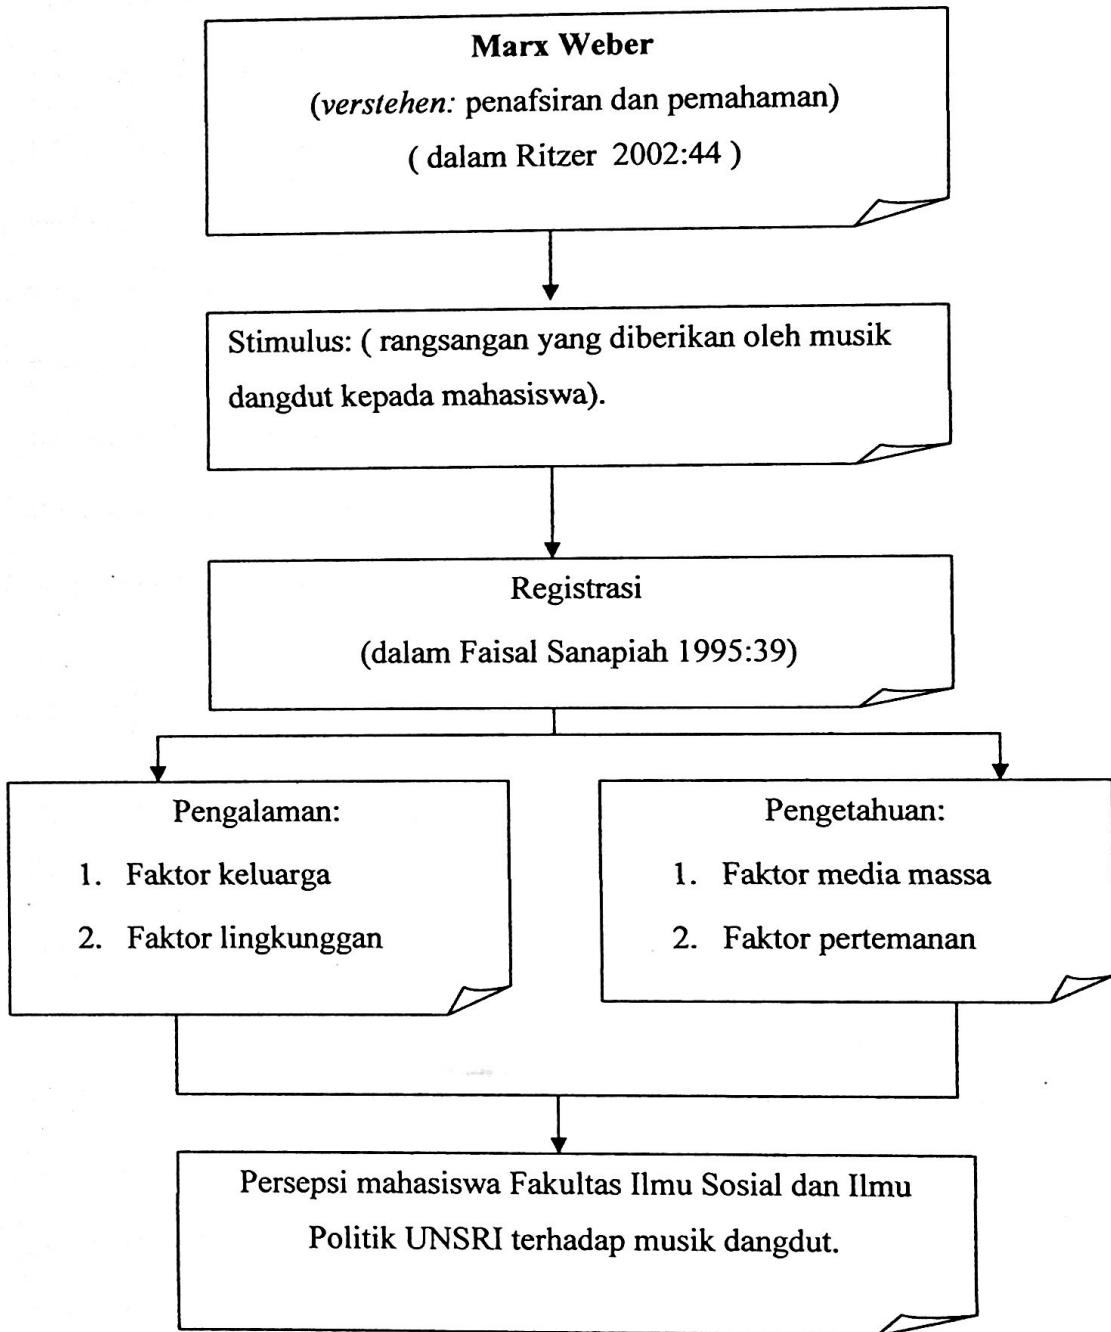 Marx Weber
(verstehen: penafsiran dan pemahaman)
( dalam Ritzer 2002:44 )
Stimulus: ( rangsangan yang diberikan oleh musik
dangdut kepada mahasiswa).
Registrasi
(dalam Faisal Sanapiah 1995:39)
Pengalaman:
1. Faktor keluarga
2. Faktor lingkunggan
Pengetahuan:
1. Faktor media massa
2. Faktor pertemanan
Persepsi mahasiswa Fakultas Ilmu Sosial dan Ilmu
Politik UNSRI terhadap musik dangdut.